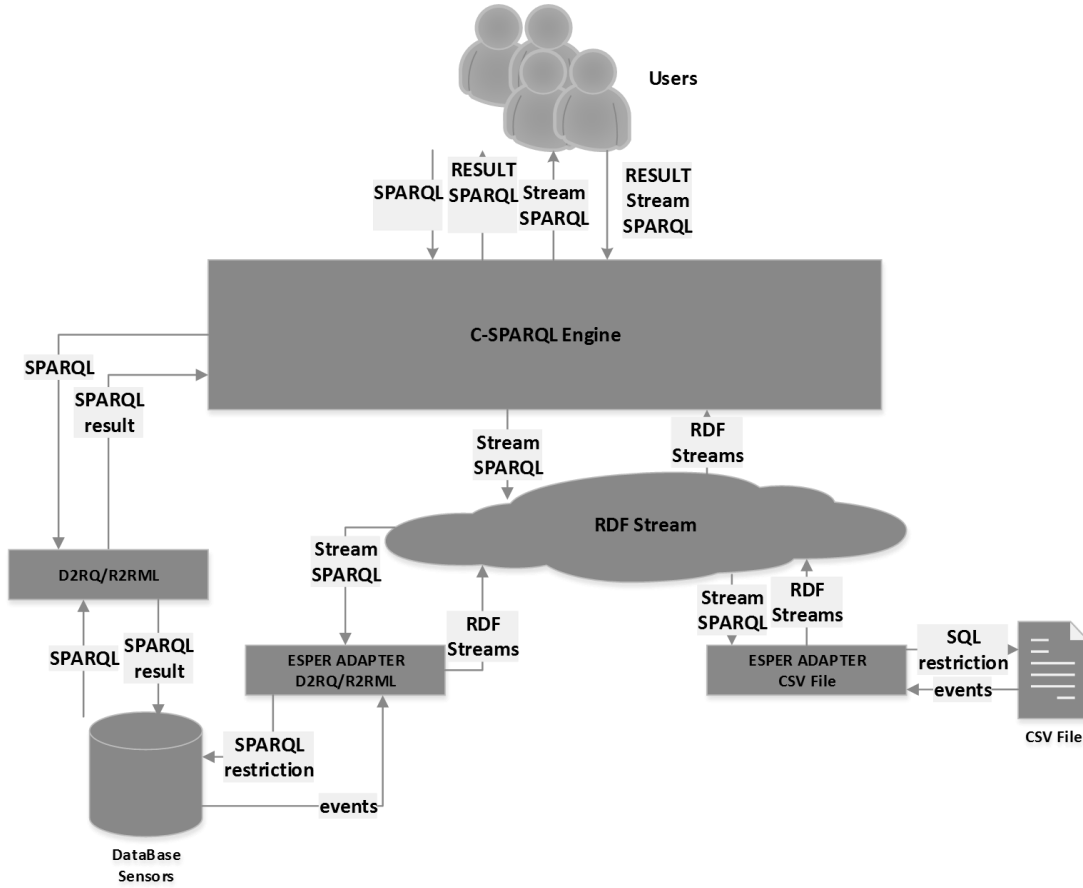 Users
SPARQL
RESULT
SPARQL
Stream
SPARQL
RESULT
Stream
SPARQL
C-SPARQL Engine
SPARQL
SPARQL
result
Stream
SPARQL
RDF
Streams
RDF Stream
Stream
SPARQL
D2RQ/R2RML
RDF
Streams
Stream
SPARQL
RDF
Streams
SPARQL
SPARQL
result
ESPER ADAPTER
D2RQ/R2RML
ESPER ADAPTER
CSV File
SQL
restriction
events
CSV File
SPARQL
restriction
events
DataBase
Sensors